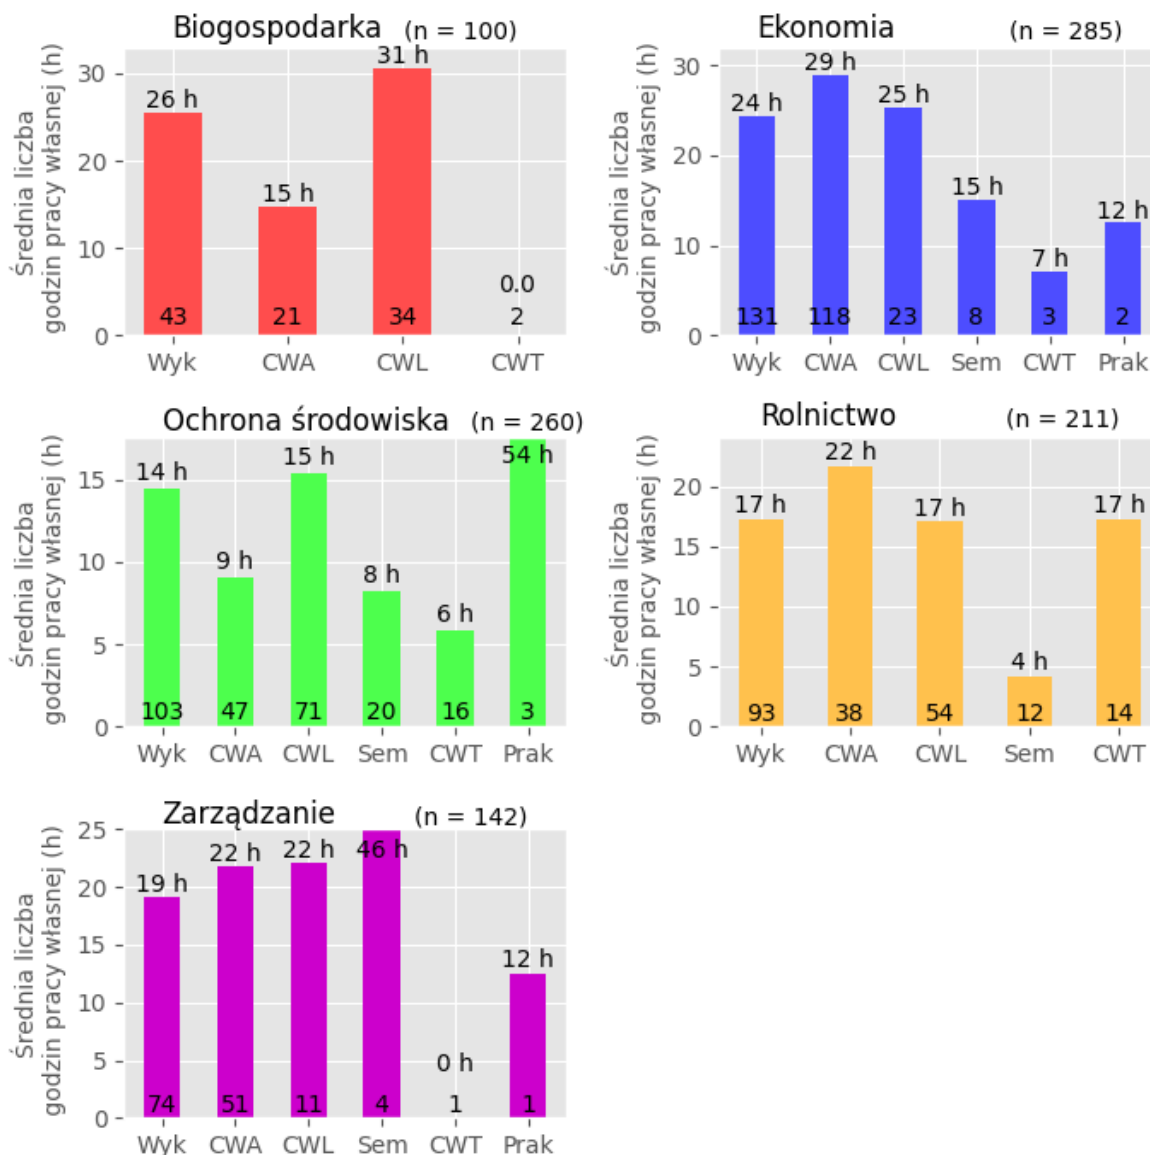 Biogospodarka (n = 100)
Średnia liczba
godzin pracy własnej (h)
30
20
10
0
26 h
15 h
31 h
0.0
43
21
34
2
Wyk CWA CWL CWT
Ekonomia (n = 285)
Średnia liczba
godzin pracy własnej (h)
30
20
10
0
24 h
29 h
25 h
15 h
7 h
12 h
131
118
23
8
3
2
Wyk CWA CWL Sem CWT Prak
Ochrona środowiska (n = 260)
Średnia liczba
godzin pracy własnej (h)
15
10
5
0
14 h
9 h
15 h
8 h
6 h
54 h
103
47
71
20
16
3
Wyk CWA CWL Sem CWT Prak
Rolnictwo (n = 211)
Średnia liczba
godzin pracy własnej (h)
20
15
10
5
0
17 h
22 h
17 h
4 h
17 h
93
38
54
12
14
Wyk CWA CWL Sem CWT
Zarządzanie (n = 142)
Średnia liczba
godzin pracy własnej (h)
25
20
15
10
5
0
19 h
22 h
22 h
46 h
0 h
12 h
74
51
11
4
1
1
Wyk CWA CWL Sem CWT Prak